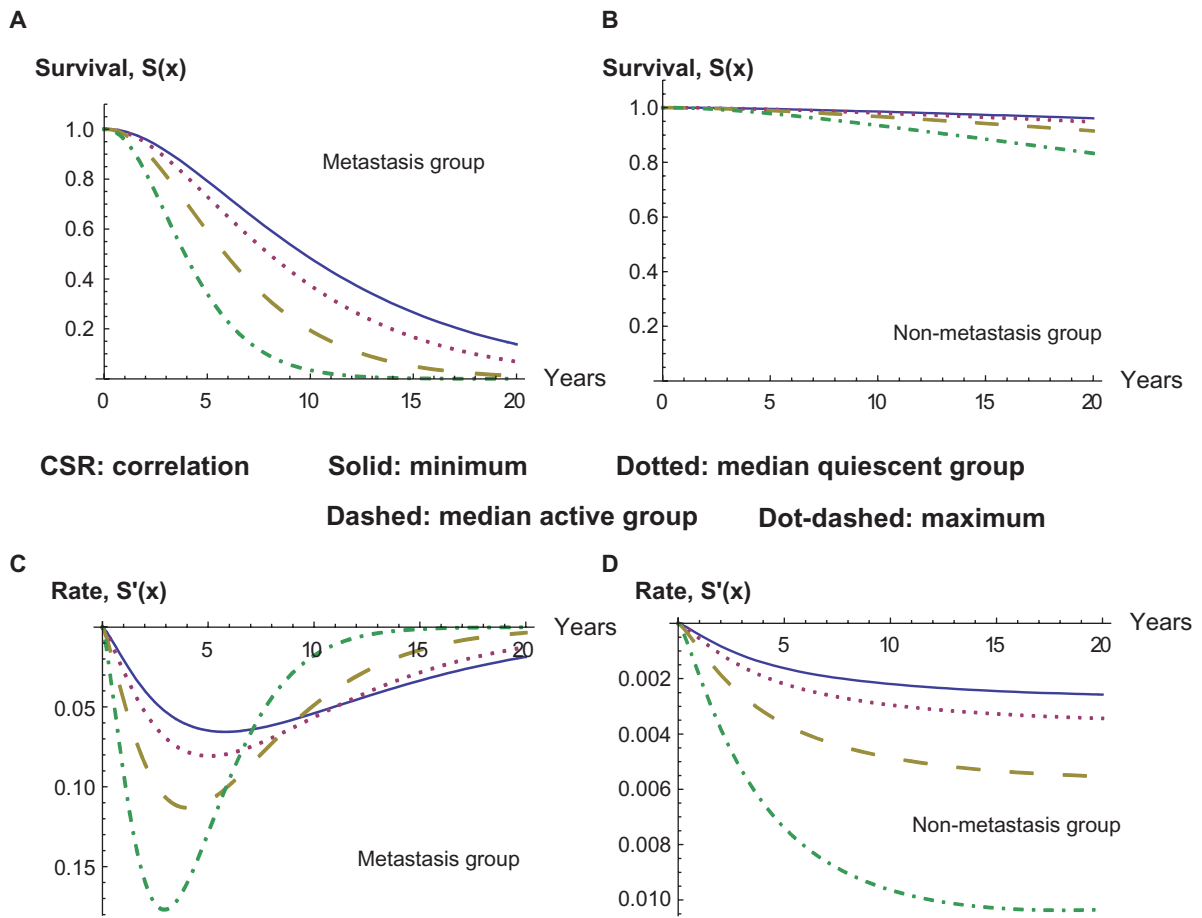 A
Survival, S(x)
1.0
0.8
0.6
0.4
0.2
0 5 10 15 20
Years
Metastasis group
B
Survival, S(x)
1.0
0.8
0.6
0.4
0.2
0 5 10 15 20
Years
Non-metastasis group
CSR: correlation Solid: minimum Dotted: median quiescent group
Dashed: median active group Dot-dashed: maximum
C
Rate, S'(x)
Years
5 10 15 20
0.05
0.10
0.15
Metastasis group
D
Rate, S'(x)
Years
5 10 15 20
0.002
0.004
0.006
0.008
0.010
Non-metastasis group